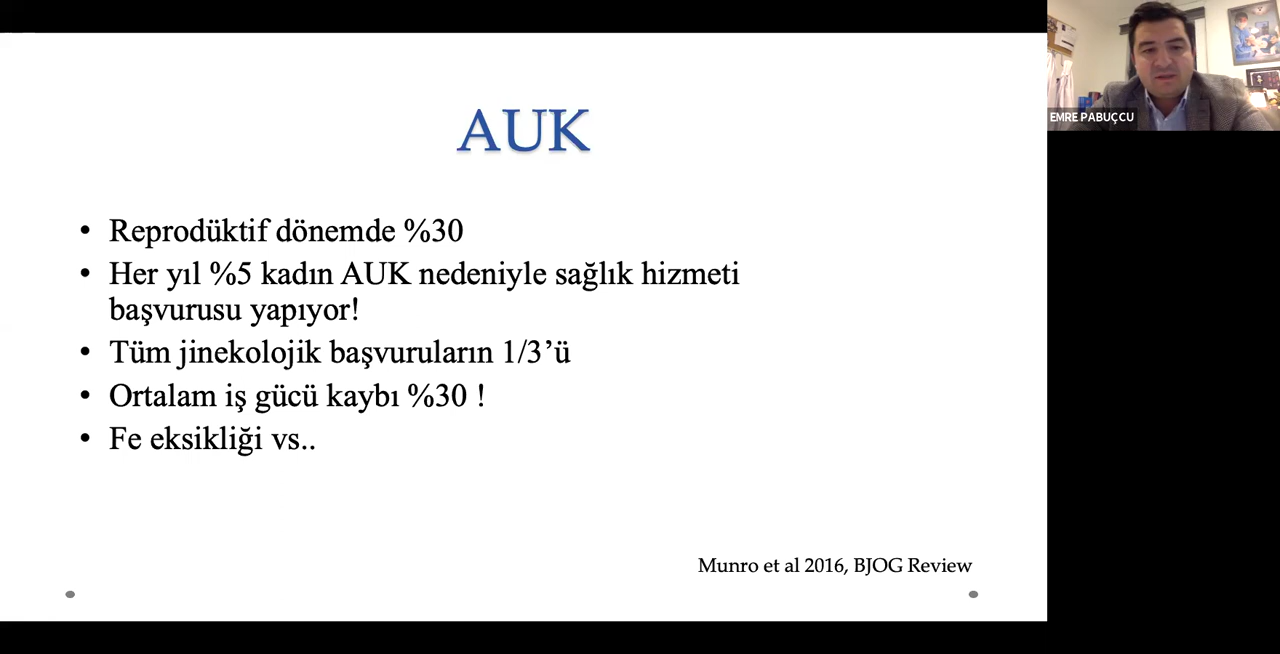 AUK
• Reprodüktif dönemde %30
• Her yıl %5 kadın AUK nedeniyle sağlık hizmeti
başvurusu yapıyor!
• Tüm jinekolojik başvuruların 1/3’ü
• Ortalam iş gücü kaybı %30 !
• Fe eksikliği vs..
Munro et al 2016, BJOG Review
EMRE PABUÇCU